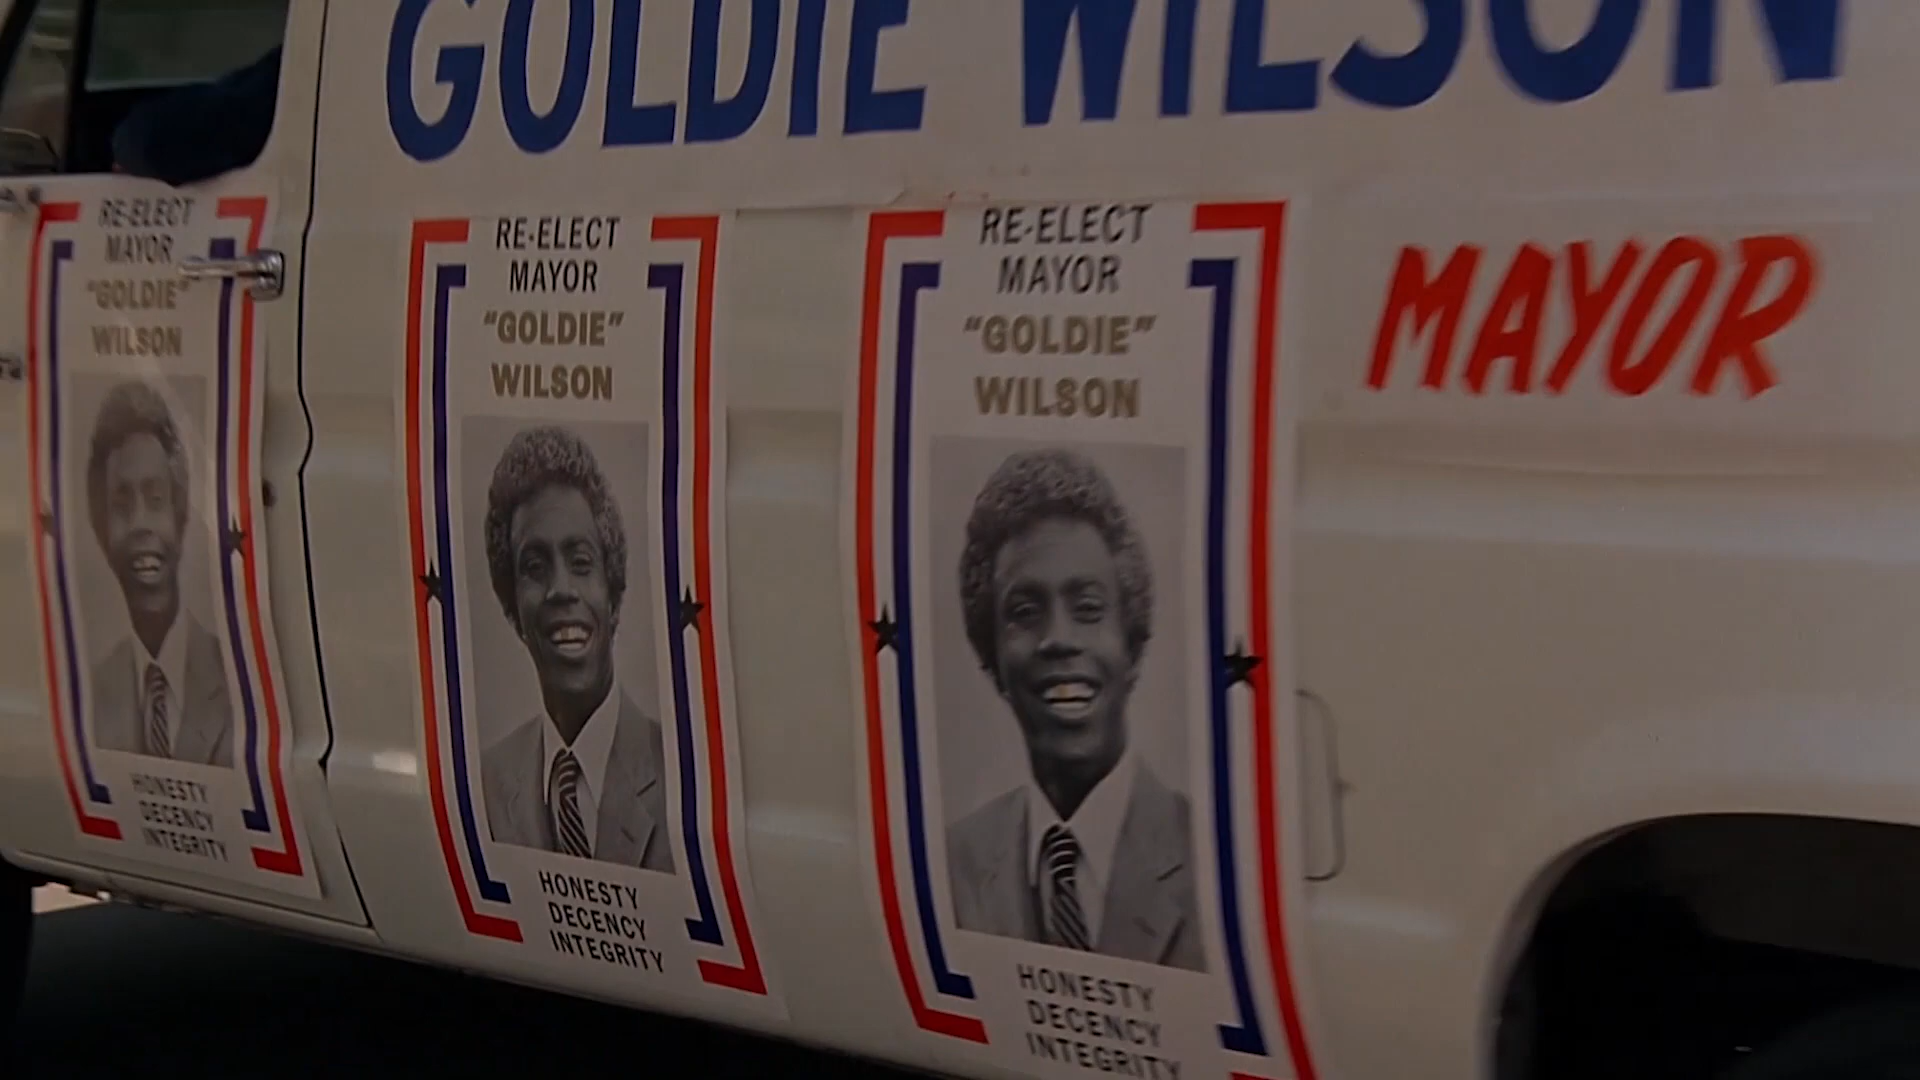 GOLDIE WILSON
MAYOR
RE-ELECT
MAYOR
"GOLDIE"
WILSON
HONESTY
DECENCY
INTEGRITY
RE-ELECT
MAYOR
"GOLDIE"
WILSON
HONESTY
DECENCY
INTEGRITY
RE-ELECT
MAYOR
"GOLDIE"
WILSON
HONESTY
DECENCY
INTEGRITY